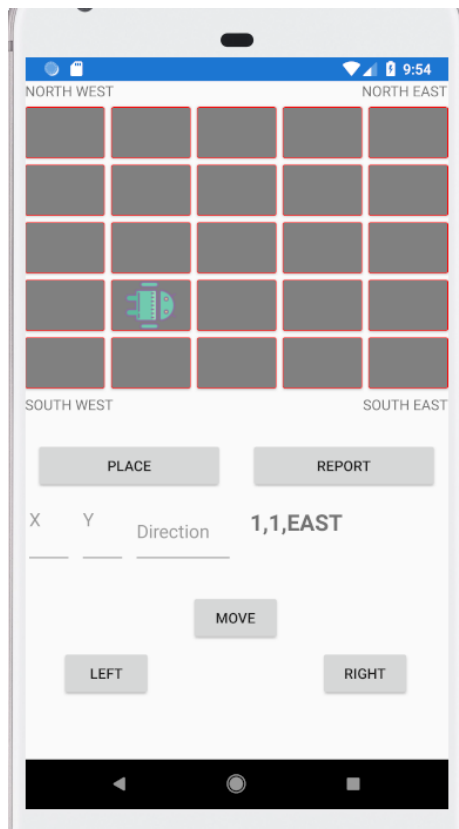 9:54
NORTH WEST NORTH EAST
SOUTH WEST SOUTH EAST
PLACE REPORT
X Y Direction 1,1,EAST
MOVE
LEFT RIGHT